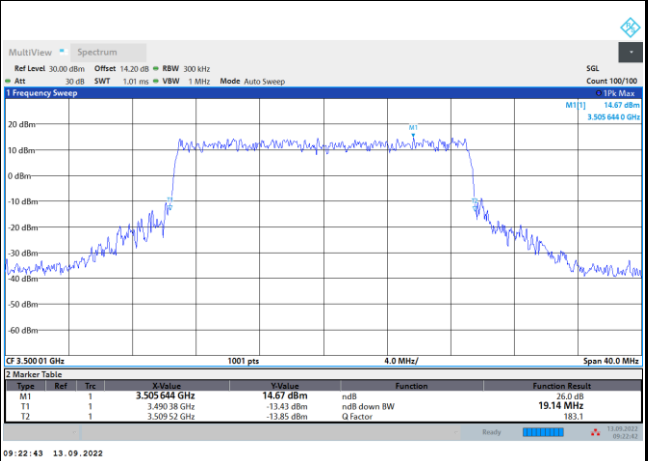 MultiView Spectrum
Ref Level 30.00 dBm Offset 14.20 dB RBW 300 kHz SGL
Att 30 dB SWT 1.01 ms VBW 1 MHz Mode Auto Sweep Count 100/100
1 Frequency Sweep 1Pk Max
M1[1] 14.67 dBm
3.505 644 0 GHz
20 dBm
M1
10 dBm
0 dBm
-10 dBm
-20 dBm
-30 dBm
-40 dBm
-50 dBm
-60 dBm
CF 3.500 01 GHz 1001 pts 4.0 MHz/ Span 40.0 MHz
2 Marker Table
Type Ref Trc X-Value Y-Value Function Function Result
M1 1 3.505 644 GHz 14.67 dBm ndB 26.0 dB
T1 1 3.490 38 GHz -13.43 dBm ndB down BW 19.14 MHz
T2 1 3.509 52 GHz -13.85 dBm Q Factor 183.1
Ready 13.09.2022
09:22:42
09:22:43 13.09.2022